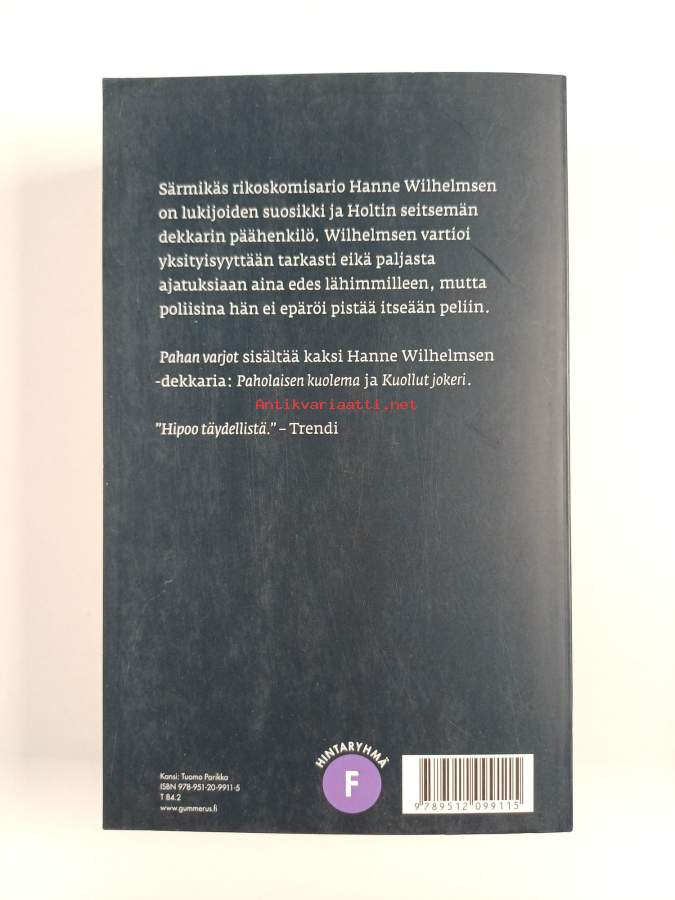 Särmikäs rikoskomisario Hanne Wilhelmsen
on lukijoiden suosikki ja Holtin seitsemän
dekkarin päähenkilö. Wilhelmsen vartioi
yksityisyyttään tarkasti eikä paljasta
ajatuksiaan aina edes lähimmilleen, mutta
poliisina hän ei epäröi pistää itseään peliin.
Pahan varjot sisältää kaksi Hanne Wilhelmsen
-dekkaria: Paholaisen kuolema ja Kuollut jokeri.
Antikvariaatti.net
"Hipoo täydellistä." – Trendi
HINTARYHMÄ
F
Kansi: Tuomo Parikka
ISBN 978-951-20-9911-5
T 84.2
www.gummerus.fi
9 789512 099115